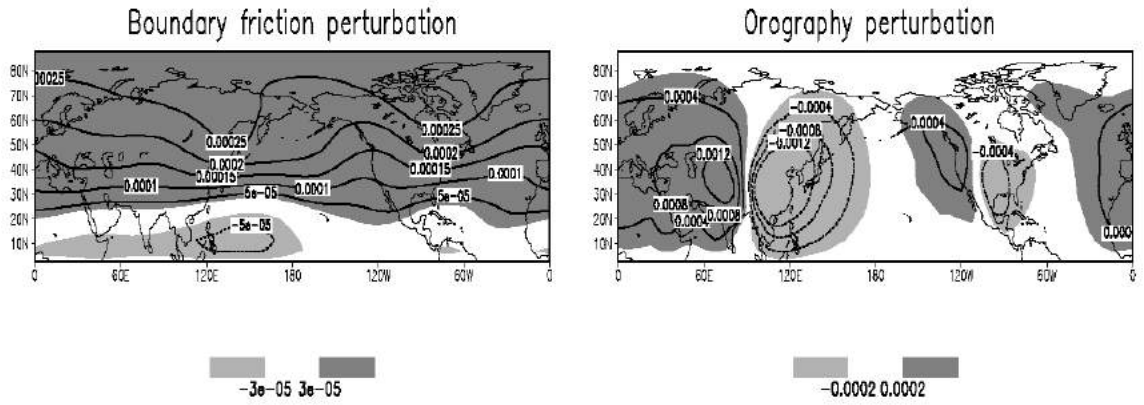 Boundary friction perturbation
Orography perturbation
80N
70N
60N
50N
40N
30N
20N
10N
0
60E
120E
180
120W
60W
0
0.00025
0.00025
0.00025
0.0002
0.0002
0.00015
0.00015
0.0001
0.0001
0.0001
5e-05
5e-05
-5e-05
80N
70N
60N
50N
40N
30N
20N
10N
0
60E
120E
180
120W
60W
0
0.0004
-0.0004
0.0004
-0.0008
-0.0012
0.0012
-0.0004
0.0008
0.0008
0.0004
-3e-05 3e-05
-0.0002 0.0002